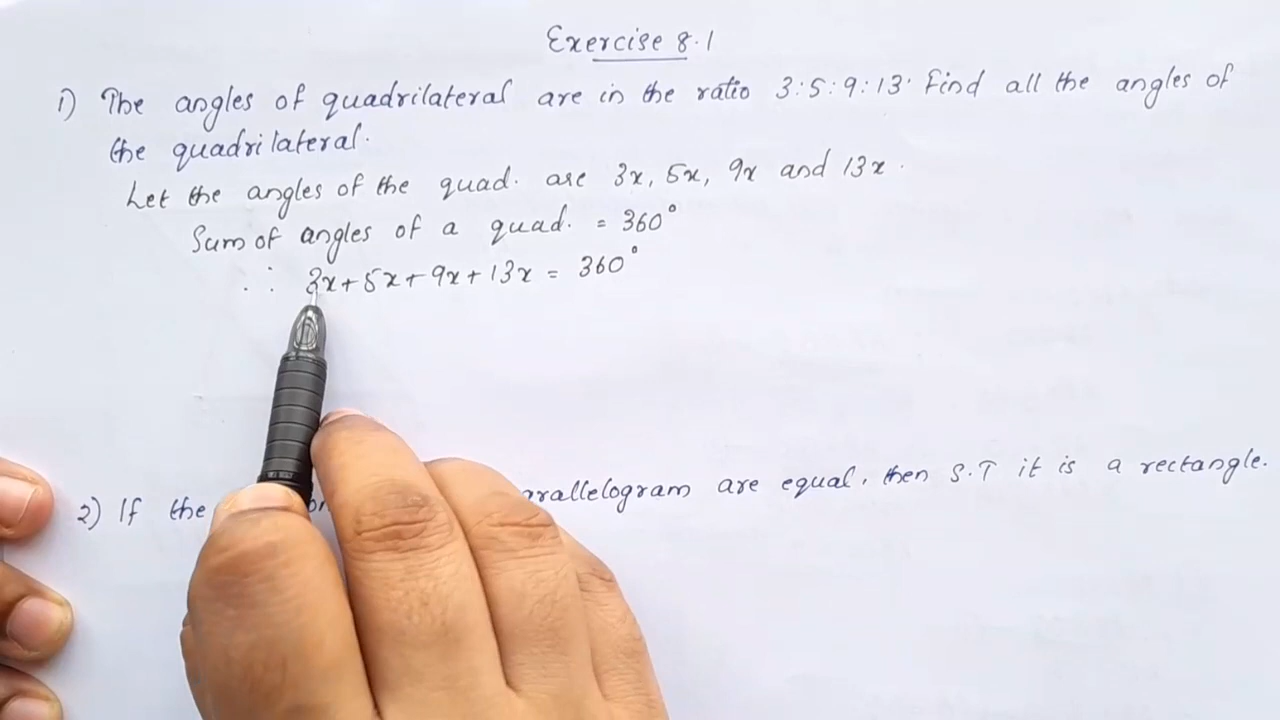 Exercise 8.1
1) The angles of quadrilateral are in the ratio 3:5:9:13. Find all the angles of
the quadrilateral.
Let the angles of the quad. are 3x, 5x, 9x and 13x.
Sum of angles of a quad. = 360°
∴ 3x+5x+9x+13x = 360°
2) If the arallelogram are equal, then S.T it is a rectangle.